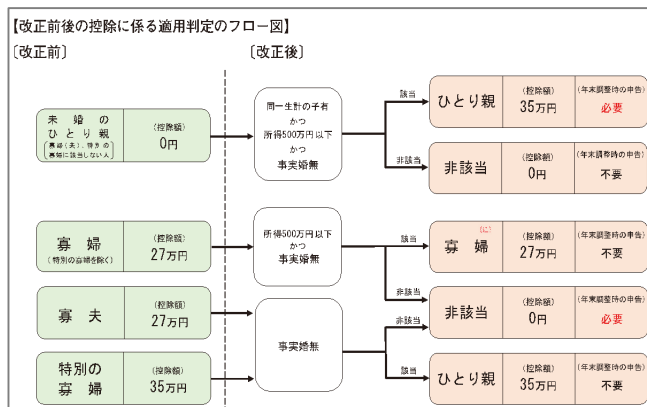 【改正前後の控除に係る適用判定のフロー図】
〔改正前〕
〔改正後〕
未婚の
ひとり親
寡婦(夫)、特別の
寡婦に該当しない人
(控除額)
0円
同一生計の子有
かつ
所得500万円以下
かつ
事実婚無
該当
ひとり親
(控除額)
35万円
(年末調整時の申告)
必要
非該当
非該当
(控除額)
0円
(年末調整時の申告)
不要
寡婦
(特別の寡婦を除く)
(控除額)
27万円
所得500万円以下
かつ
事実婚無
該当
寡婦
(控除額)
27万円
(年末調整時の申告)
不要
非該当
寡夫
(控除額)
27万円
事実婚無
非該当
非該当
(控除額)
0円
(年末調整時の申告)
必要
特別の
寡婦
(控除額)
35万円
該当
ひとり親
(控除額)
35万円
(年末調整時の申告)
不要